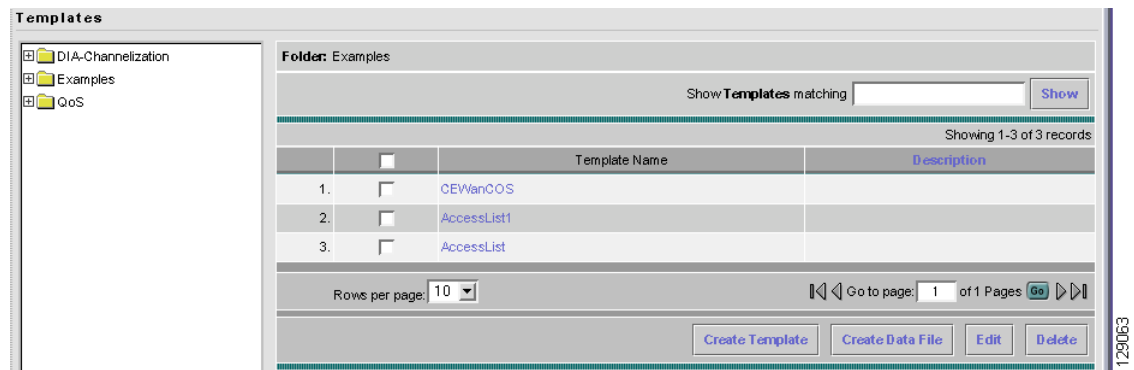 Templates
DIA-Channelization
Examples
QoS
Folder: Examples
Show Templates matching Show
Showing 1-3 of 3 records
Template Name Description
1. CEWanCOS
2. AccessList1
3. AccessList
Rows per page: 10 Go to page: 1 of 1 Pages Go
Create Template Create Data File Edit Delete
129063